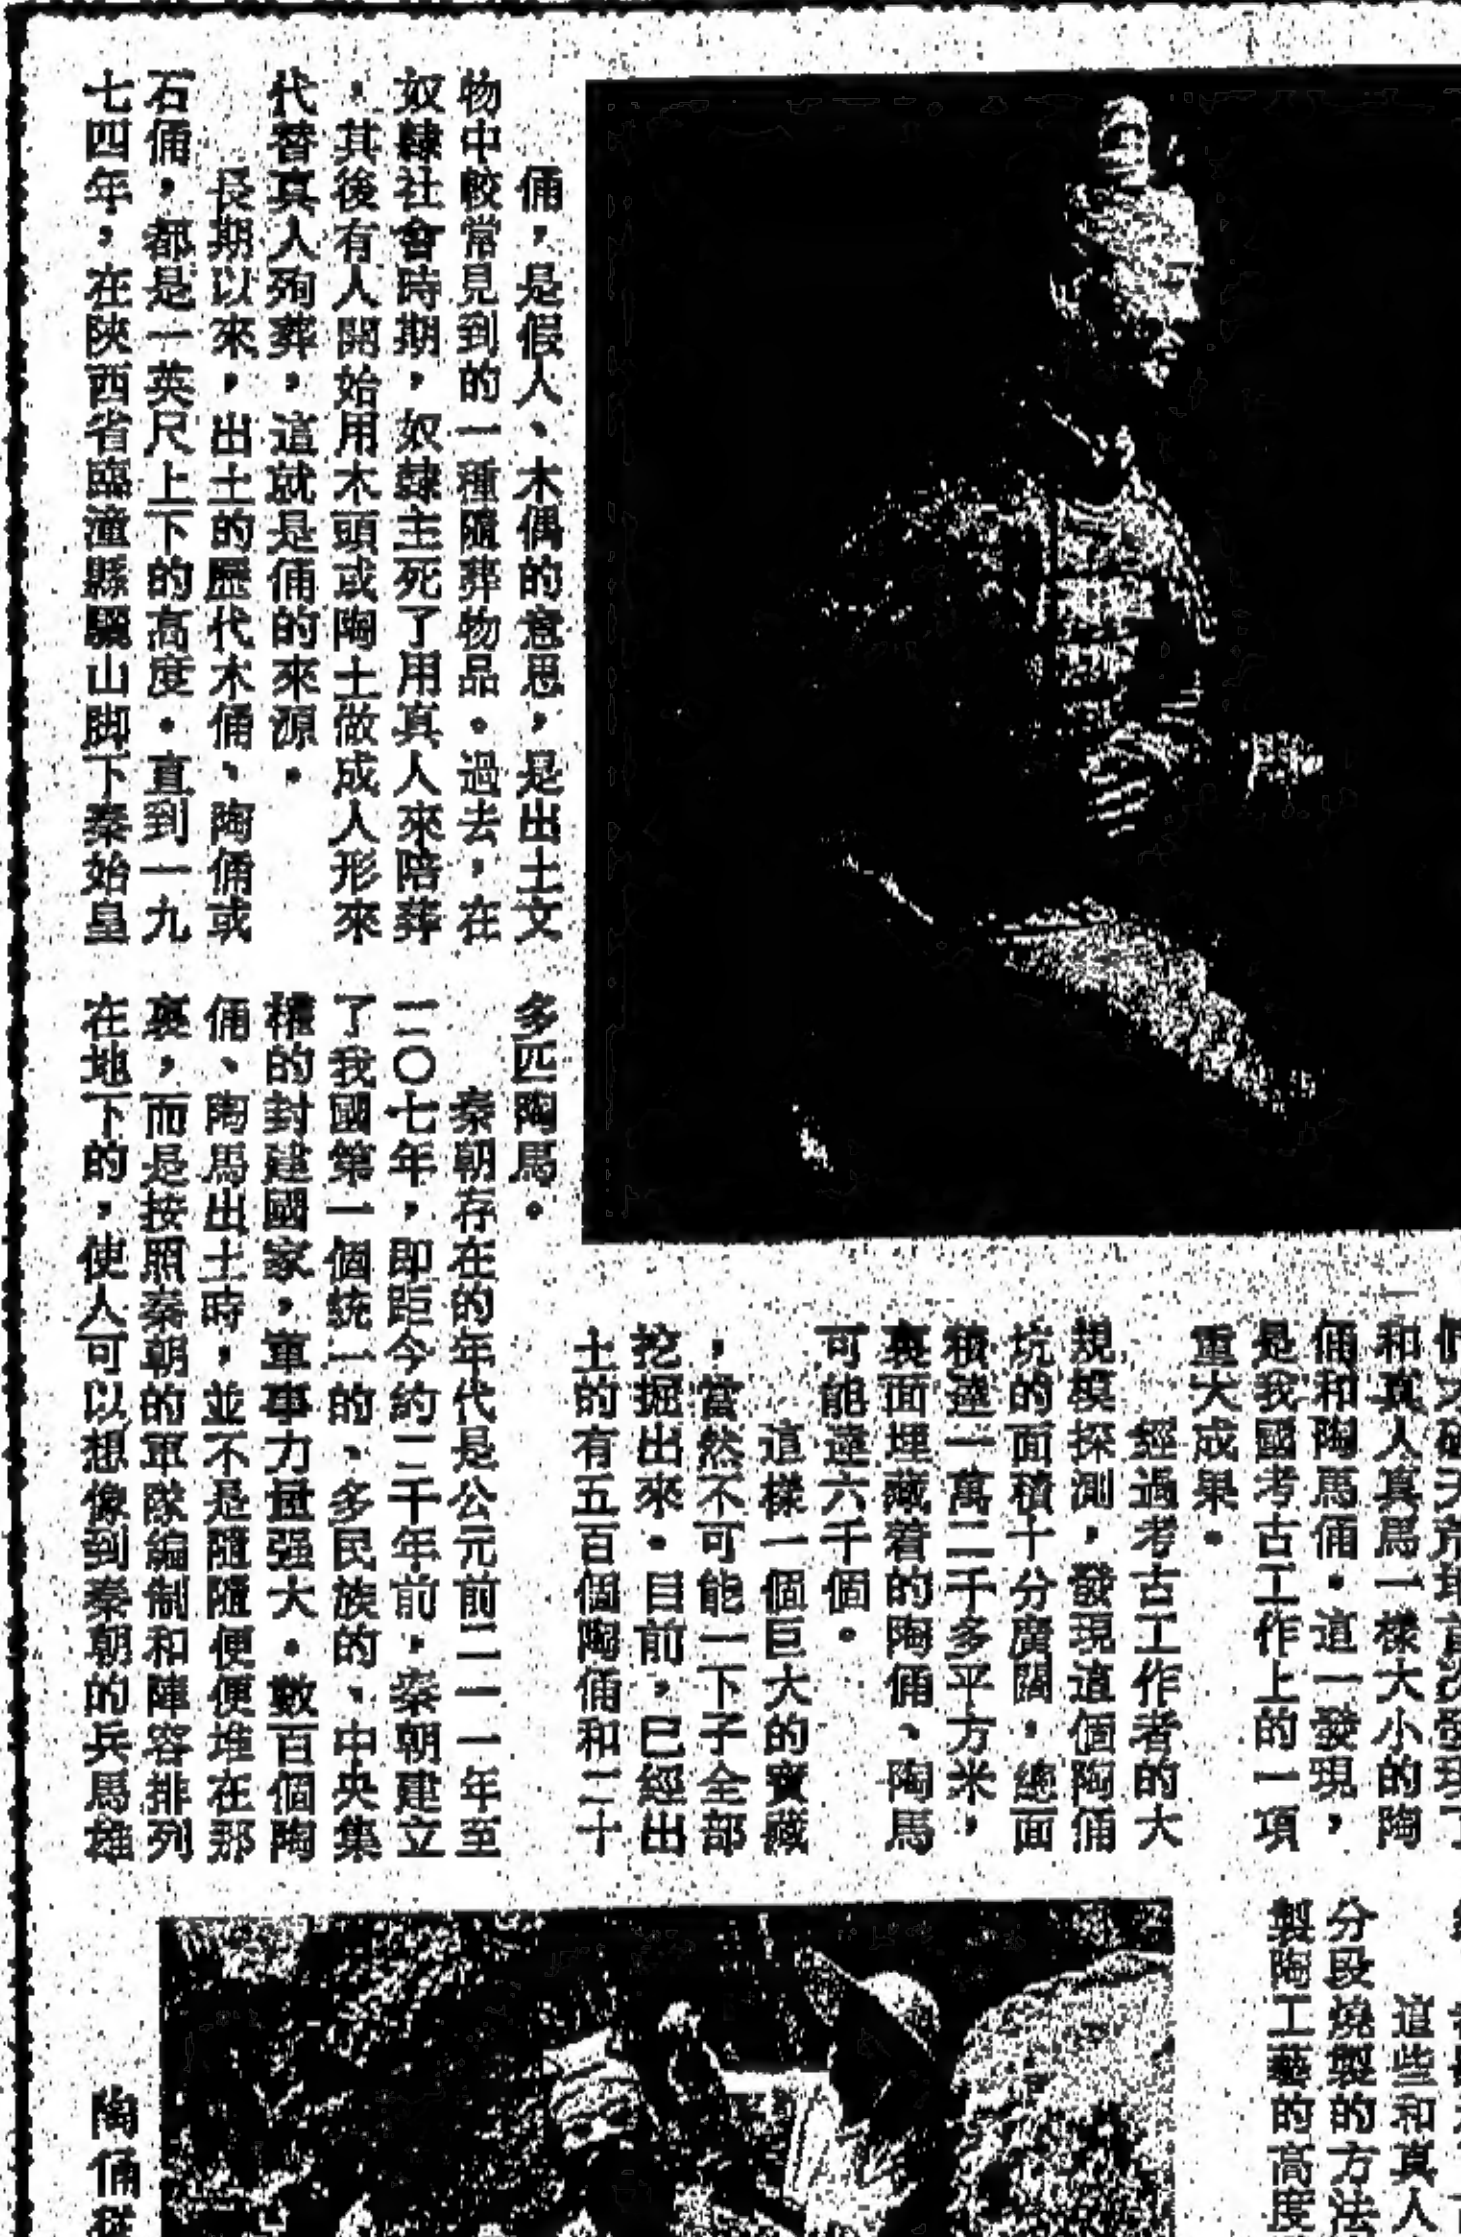 俑，是假人、木偶的意思，是出土文
物中較常見到的一種隨葬物品。過去，在
奴隸社會時期，奴隸主死了用真人來陪葬
，其後有人開始用木頭或陶土做成人形來
代替真人殉葬，這就是俑的來源。
長期以來，出土的歷代木俑、陶俑或
石俑，都是一英尺上下的高度。直到一九
七四年，在陝西省臨潼縣驪山脚下秦始皇
和真人真馬一樣大小的陶
俑和陶馬俑。這一發現，
是我國考古工作上的一項
重大成果。
經過考古工作者的大
規模探測，發現這個陶俑
坑的面積十分廣闊，總面
積達一萬二千多平方米，
裏面埋藏着的陶俑、陶馬
可能達六千個。
這樣一個巨大的寶藏
，當然不可能一下子全部
挖掘出來。目前，已經出
土的有五百個陶俑和二十
多匹陶馬。
秦朝存在的年代是公元前二二一年至
二〇七年，即距今約二千年前，秦朝建立
了我國第一個統一的、多民族的、中央集
權的封建國家，軍事力量强大。數百個陶
俑、陶馬出土時，並不是隨隨便便堆在那
裏，而是按照秦朝的軍隊編制和陣容排列
在地下的，使人可以想像到秦朝的兵馬雄
這些和真人
分段燒製的方法
製陶工藝的高度
陶俑從